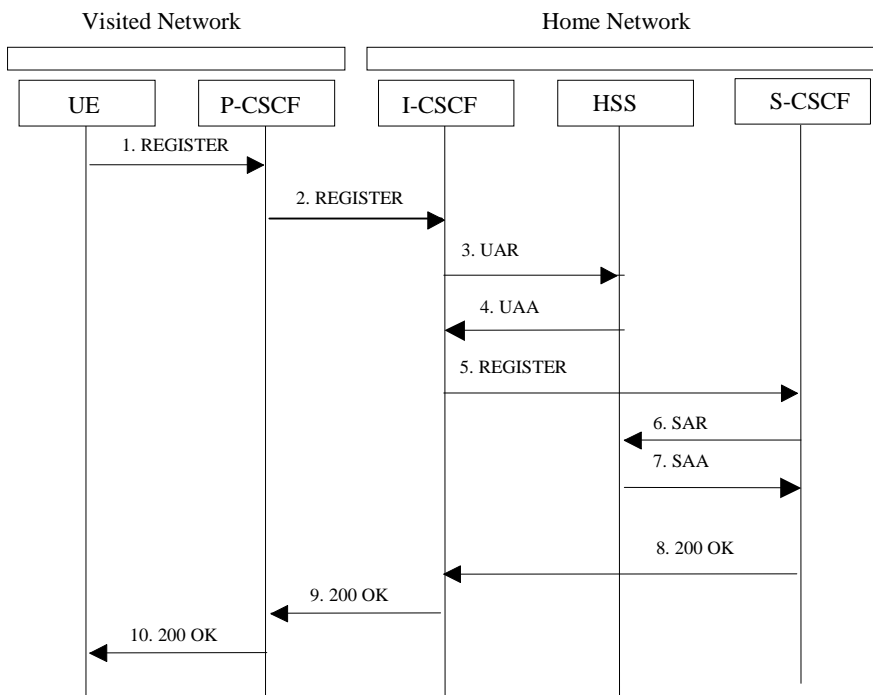 Visited Network
Home Network
UE
P-CSCF
I-CSCF
HSS
S-CSCF
1. REGISTER
2. REGISTER
3. UAR
4. UAA
5. REGISTER
6. SAR
7. SAA
8. 200 OK
9. 200 OK
10. 200 OK